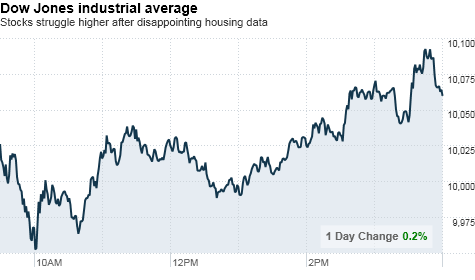 Dow Jones industrial average
Stocks struggle higher after disappointing housing data
10,100
10,075
10,050
10,025
10,000
9,975
1 Day Change 0.2%
10AM 12PM 2PM